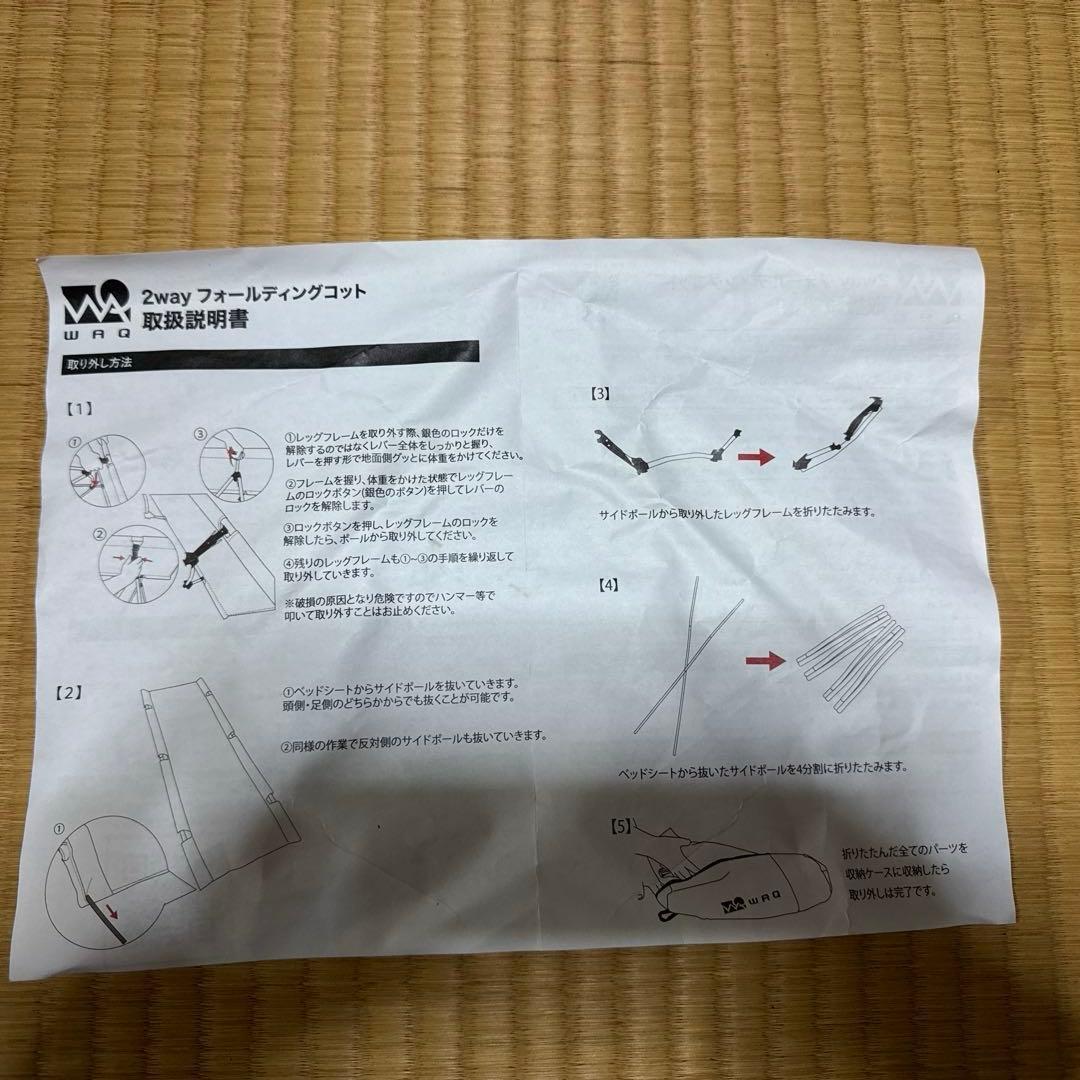 WAQ
2way フォールディングコット
取扱説明書
取り外し方法
【1】
①
③
②
①レッグフレームを取り外す際、銀色のロックだけを
解除するのではなくレバー全体をしっかりと握り、
レバーを押す形で地面側グッとに体重をかけてください。
②フレームを握り、体重をかけた状態でレッグフレー
ムのロックボタン(銀色のボタン)を押してレバーの
ロックを解除します。
③ロックボタンを押し、レッグフレームのロックを
解除したら、ポールから取り外してください。
④残りのレッグフレームも①~③の手順を繰り返して
取り外していきます。
※破損の原因となり危険ですのでハンマー等で
叩いて取り外すことはお止めください。
【2】
①
①ベッドシートからサイドポールを抜いていきます。
頭側・足側のどちらかからでも抜くことが可能です。
②同様の作業で反対側のサイドポールも抜いていきます。
【3】
サイドポールから取り外したレッグフレームを折りたたみます。
【4】
ベッドシートから抜いたサイドポールを4分割に折りたたみます。
【5】
WAQ
折りたたんだ全てのパーツを
収納ケースに収納したら
取り外しは完了です。